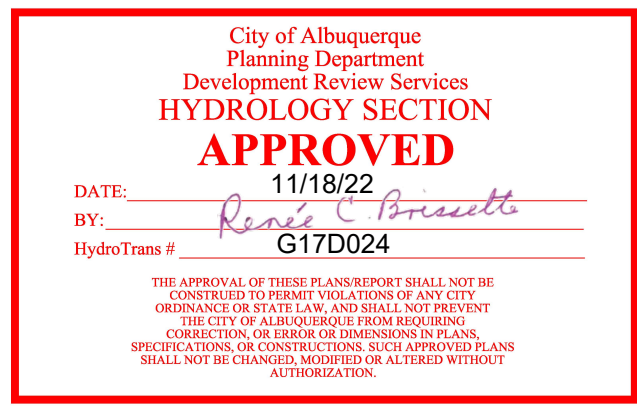 City of Albuquerque
Planning Department
Development Review Services
HYDROLOGY SECTION
APPROVED
DATE: 11/18/22
BY: Renée C. Brissette
HydroTrans # G17D024
THE APPROVAL OF THESE PLANS/REPORT SHALL NOT BE
CONSTRUED TO PERMIT VIOLATIONS OF ANY CITY
ORDINANCE OR STATE LAW, AND SHALL NOT PREVENT
THE CITY OF ALBUQUERQUE FROM REQUIRING
CORRECTION, OR ERROR OR DIMENSIONS IN PLANS,
SPECIFICATIONS, OR CONSTRUCTIONS. SUCH APPROVED PLANS
SHALL NOT BE CHANGED, MODIFIED OR ALTERED WITHOUT
AUTHORIZATION.